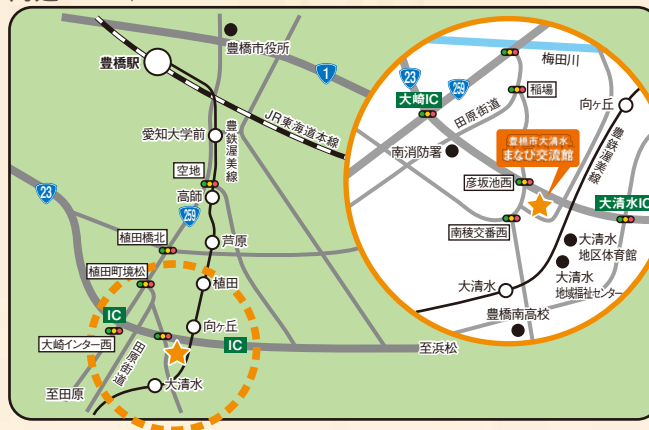 豊橋市役所
豊橋駅
1
JR東海道本線
愛知大学前
豊鉄渥美線
空地
高師
23
259
植田橋北
芦原
植田町境松
植田
IC
向ヶ丘
大崎インター西
IC
至浜松
田原街道
大清水
至田原
梅田川
23
259
稲場
大崎IC
向ヶ丘
田原街道
豊鉄渥美線
南消防署
豊橋市大清水
まなび交流館
彦坂池西
大清水IC
南稜交番西
大清水
地区体育館
大清水
大清水
地域福祉センター
豊橋南高校